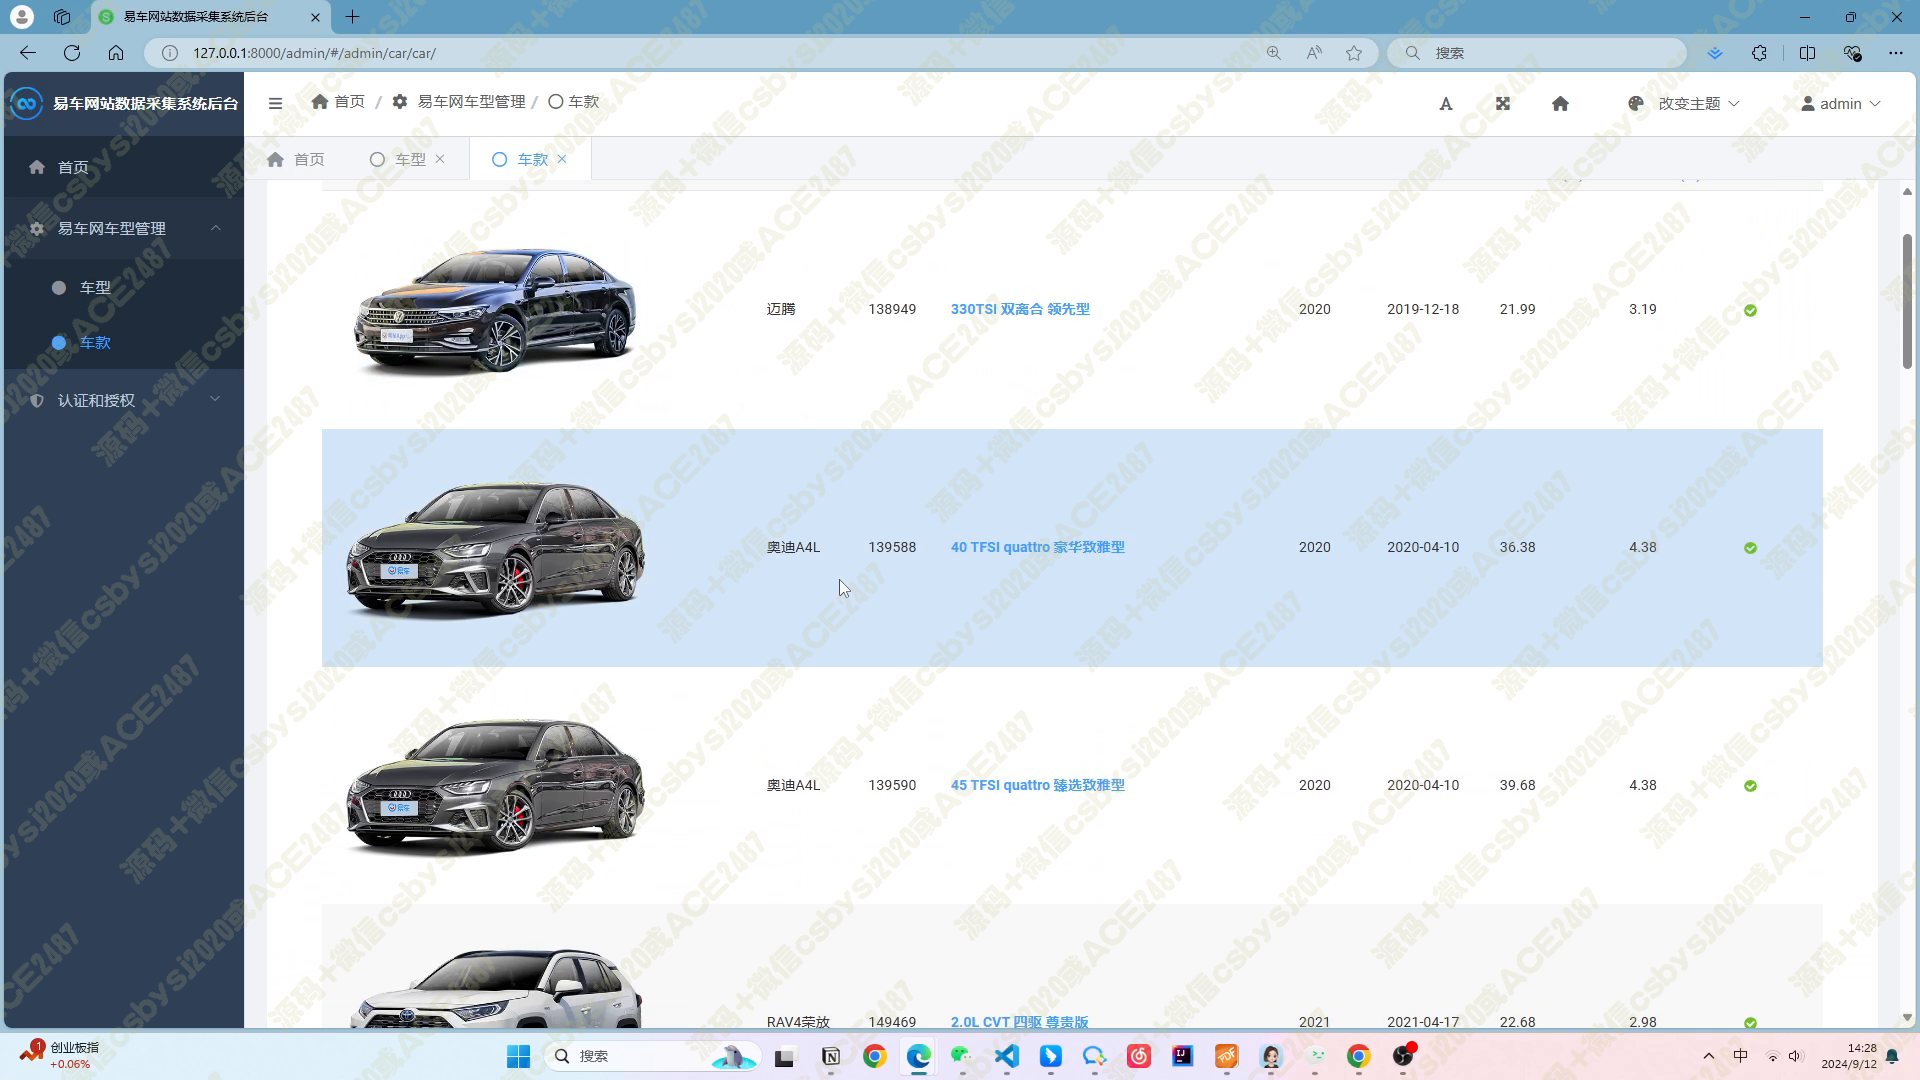 易车网站数据采集系统后台
127.0.0.1:8000/admin/#/admin/car/car/
搜索
易车网站数据采集系统后台
首页 / 易车网车型管理 / 车款
改变主题
admin
首页
车型
车款
首页
易车网车型管理
车型
车款
认证和授权
迈腾 138949 330TSI 双离合 领先型 2020 2019-12-18 21.99 3.19
奥迪A4L 139588 40 TFSI quattro 豪华致雅型 2020 2020-04-10 36.38 4.38
奥迪A4L 139590 45 TFSI quattro 臻选致雅型 2020 2020-04-10 39.68 4.38
RAV4荣放 149469 2.0L CVT 四驱 尊贵版 2021 2021-04-17 22.68 2.98
源码+微信csbysj2020或ACE2487
1
创业板指
+0.06%
搜索
中
14:28
2024/9/12